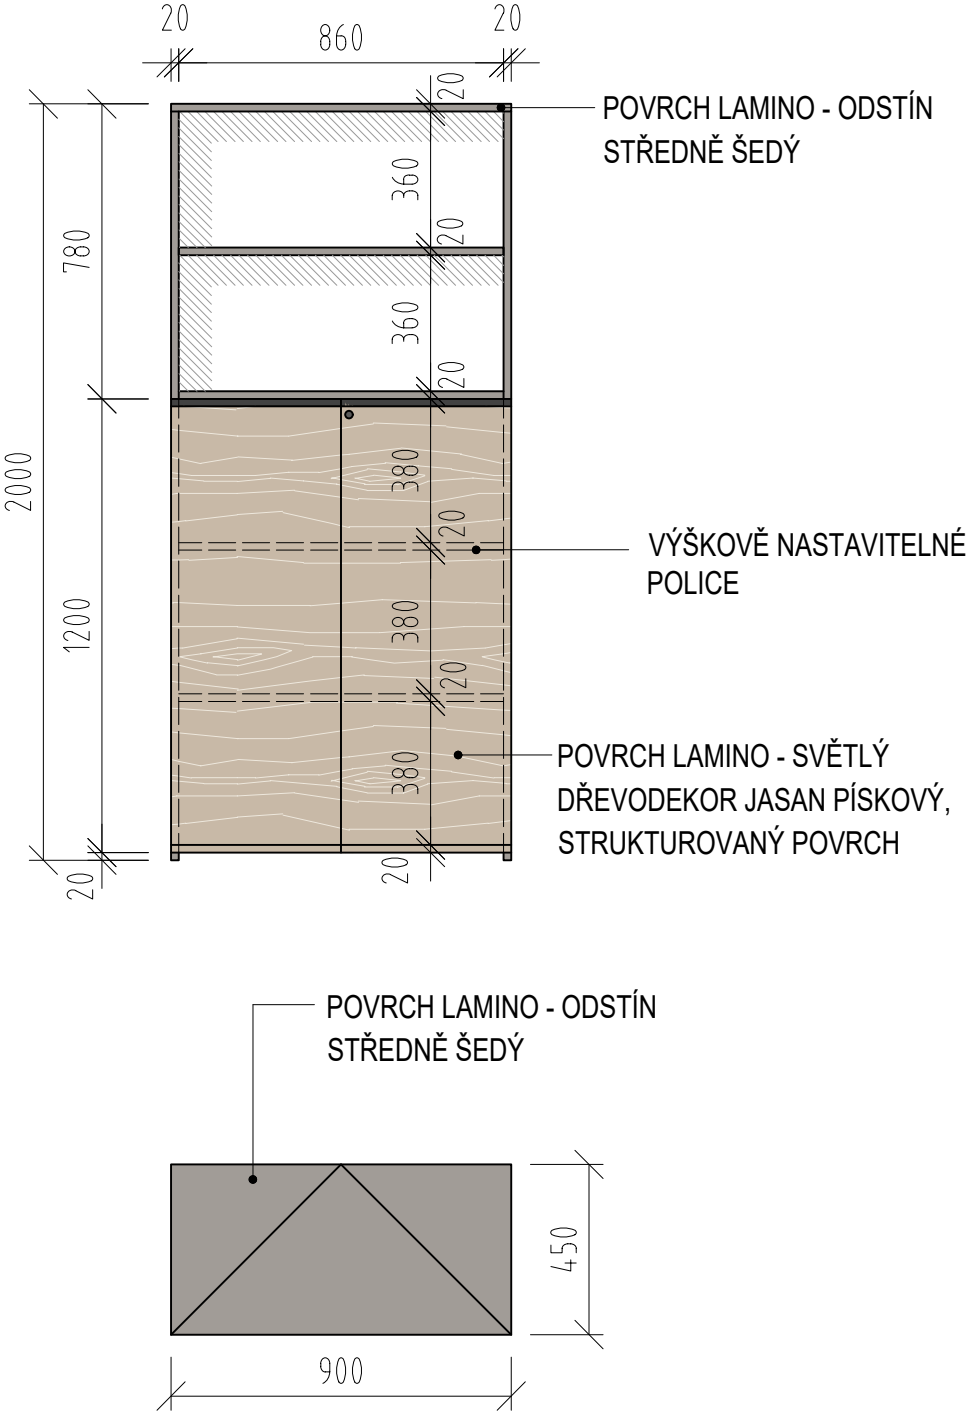 20
860
20
20
POVRCH LAMINO - ODSTÍN
STŘEDNĚ ŠEDÝ
360
20
780
360
20
2000
380
20
VÝŠKOVĚ NASTAVITELNÉ
POLICE
1200
380
20
POVRCH LAMINO - SVĚTLÝ
DŘEVODEKOR JASAN PÍSKOVÝ,
STRUKTUROVANÝ POVRCH
380
20
20
POVRCH LAMINO - ODSTÍN
STŘEDNĚ ŠEDÝ
450
900